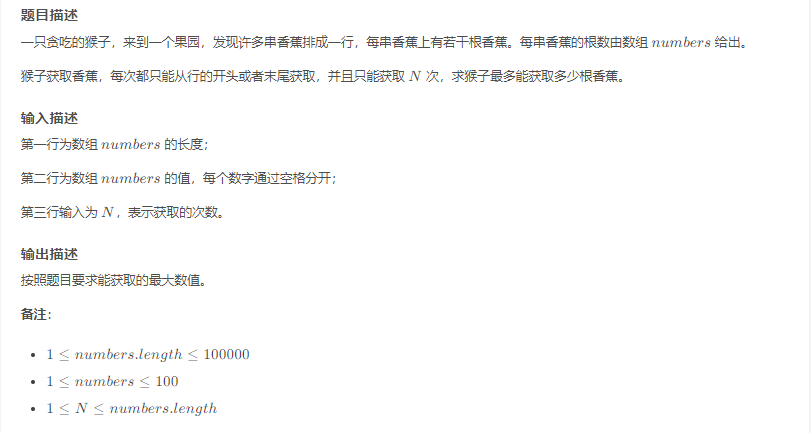 题目描述
一只贪吃的猴子，来到一个果园，发现许多串香蕉排成一行，每串香蕉上有若干根香蕉。每串香蕉的根数由数组 numbers 给出。
猴子获取香蕉，每次都只能从行的开头或者末尾获取，并且只能获取 N 次，求猴子最多能获取多少根香蕉。
输入描述
第一行为数组 numbers 的长度；
第二行为数组 numbers 的值，每个数字通过空格分开；
第三行输入为 N ，表示获取的次数。
输出描述
按照题目要求能获取的最大数值。
备注：
• 1 ≤ numbers.length ≤ 100000
• 1 ≤ numbers ≤ 100
• 1 ≤ N ≤ numbers.length